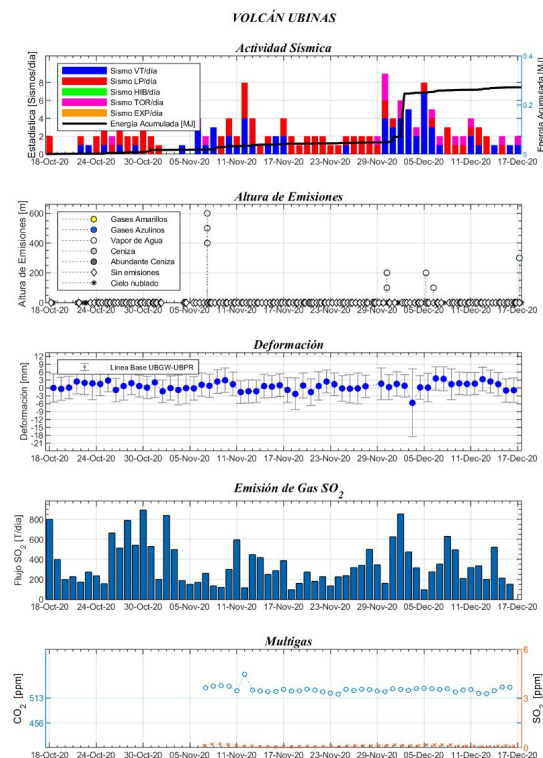 VOLCÁN UBINAS
Actividad Sísmica
Estadística [Sismos/día]
8
6
4
2
0
Sismo VT/día
Sismo LP/día
Sismo HIB/día
Sismo TOR/día
Sismo EXP/día
Energía Acumulada [MJ]
0.4
0.2
0
Energía Acumulada [MJ]
18-Oct-20 24-Oct-20 30-Oct-20 05-Nov-20 11-Nov-20 17-Nov-20 23-Nov-20 29-Nov-20 05-Dec-20 11-Dec-20 17-Dec-20
Altura de Emisiones
Altura de Emisiones [m]
600
400
200
0
Gases Amarillos
Gases Azulinos
Vapor de Agua
Ceniza
Abundante Ceniza
Sin emisiones
Cielo nublado
18-Oct-20 24-Oct-20 30-Oct-20 05-Nov-20 11-Nov-20 17-Nov-20 23-Nov-20 29-Nov-20 05-Dec-20 11-Dec-20 17-Dec-20
Deformación
Deformación [mm]
12
9
6
3
0
-3
-6
-9
-12
-15
-18
-21
Linea Base UBGW-UBPR
18-Oct-20 24-Oct-20 30-Oct-20 05-Nov-20 11-Nov-20 17-Nov-20 23-Nov-20 29-Nov-20 05-Dec-20 11-Dec-20 17-Dec-20
Emisión de Gas SO2
Flujo SO2 [T/día]
800
600
400
200
0
18-Oct-20 24-Oct-20 30-Oct-20 05-Nov-20 11-Nov-20 17-Nov-20 23-Nov-20 29-Nov-20 05-Dec-20 11-Dec-20 17-Dec-20
Multigas
CO2 [ppm]
513
456
6
3
0
SO2 [ppm]
18-Oct-20 24-Oct-20 30-Oct-20 05-Nov-20 11-Nov-20 17-Nov-20 23-Nov-20 29-Nov-20 05-Dec-20 11-Dec-20 17-Dec-20